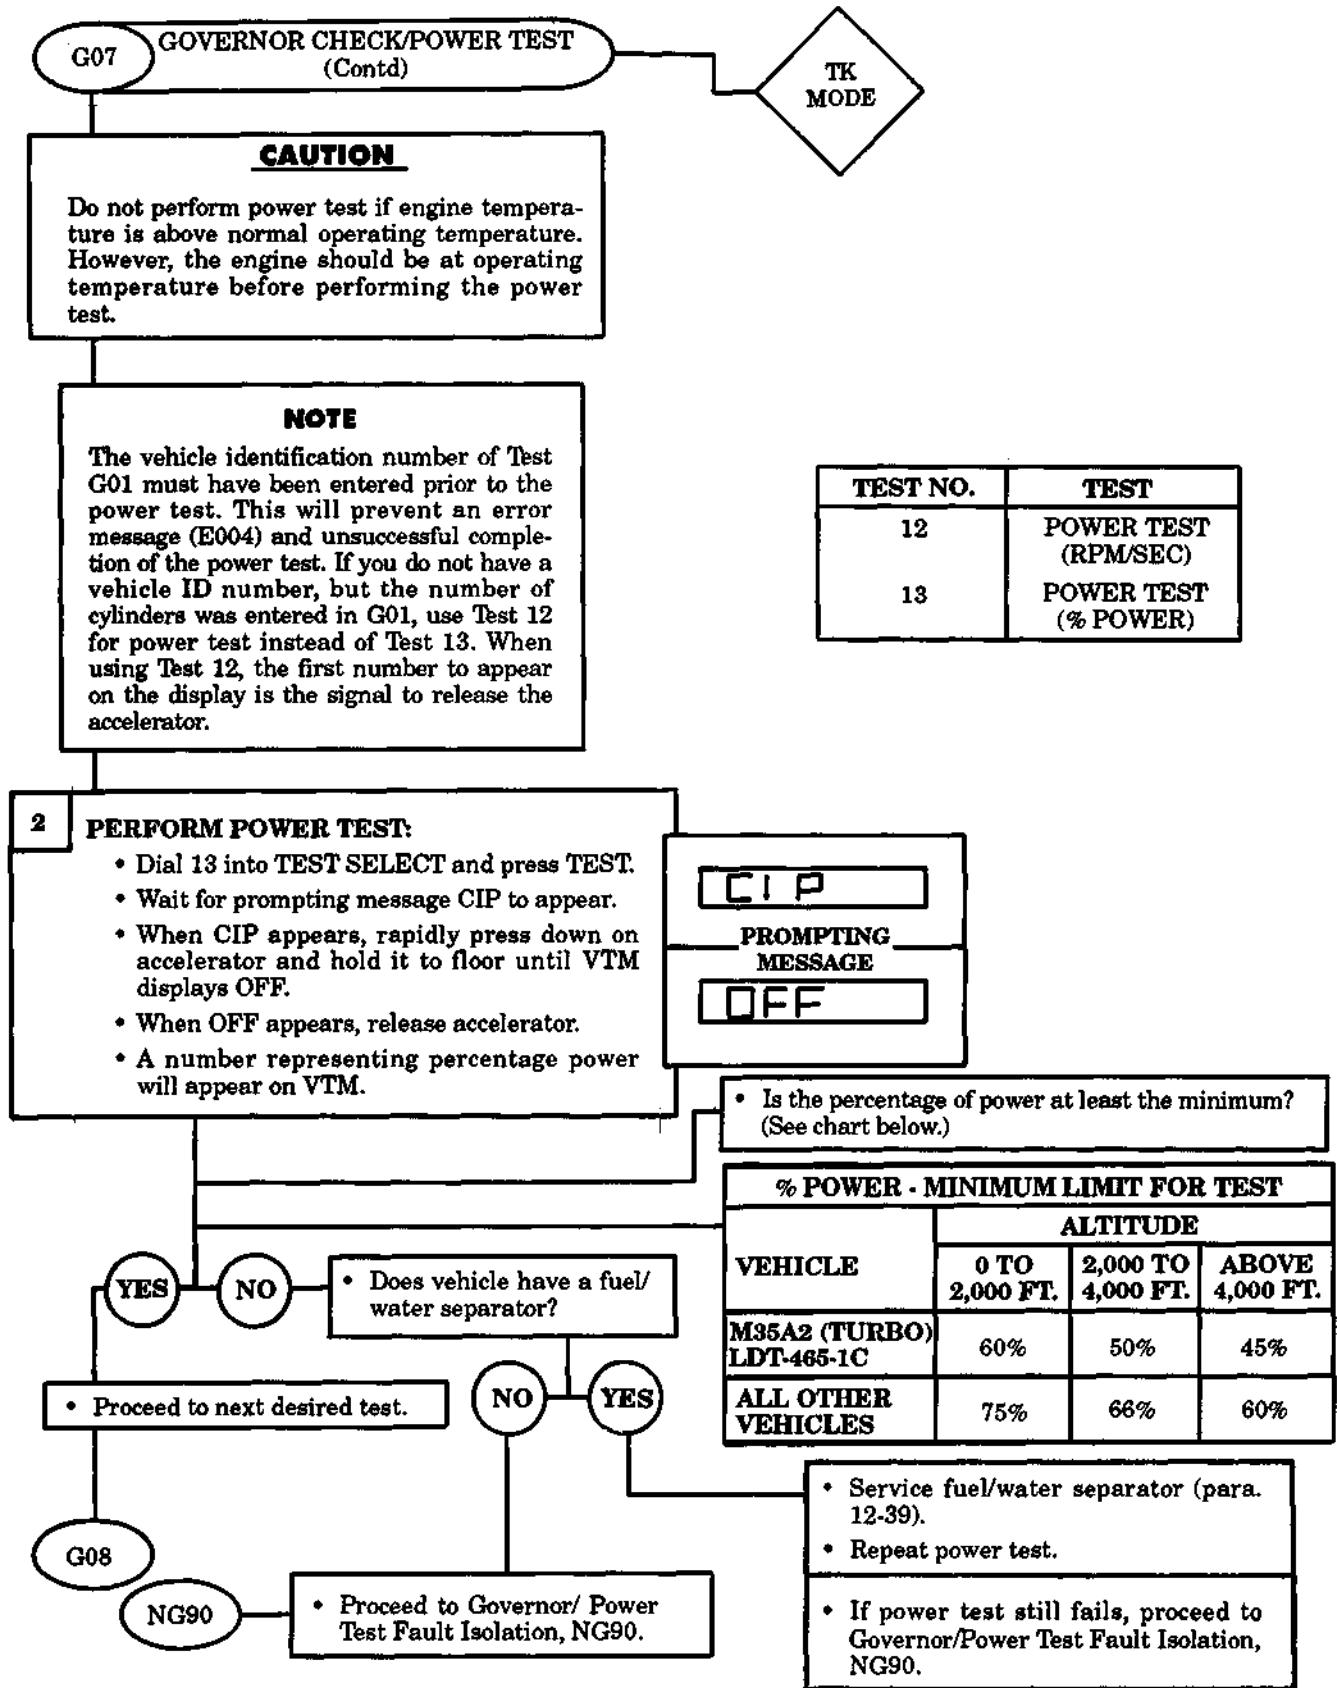 G07
GOVERNOR CHECK/POWER TEST
(Contd)
TK
MODE
CAUTION
Do not perform power test if engine tempera-
ture is above normal operating temperature.
However, the engine should be at operating
temperature before performing the power
test.
NOTE
The vehicle identification number of Test
G01 must have been entered prior to the
power test. This will prevent an error
message (E004) and unsuccessful comple-
tion of the power test. If you do not have a
vehicle ID number, but the number of
cylinders was entered in G01, use Test 12
for power test instead of Test 13. When
using Test 12, the first number to appear
on the display is the signal to release the
accelerator.
TEST NO. TEST
12 POWER TEST
(RPM/SEC)
13 POWER TEST
(% POWER)
2 PERFORM POWER TEST:
• Dial 13 into TEST SELECT and press TEST.
• Wait for prompting message CIP to appear.
• When CIP appears, rapidly press down on
accelerator and hold it to floor until VTM
displays OFF.
• When OFF appears, release accelerator.
• A number representing percentage power
will appear on VTM.
CIP
PROMPTING
MESSAGE
OFF
• Is the percentage of power at least the minimum?
(See chart below.)
% POWER - MINIMUM LIMIT FOR TEST
VEHICLE
ALTITUDE
0 TO
2,000 FT.
2,000 TO
4,000 FT.
ABOVE
4,000 FT.
M35A2 (TURBO)
LDT-465-1C
60% 50% 45%
ALL OTHER
VEHICLES
75% 66% 60%
YES
NO
• Does vehicle have a fuel/
water separator?
• Proceed to next desired test.
NO
YES
G08
NG90
• Proceed to Governor/ Power
Test Fault Isolation, NG90.
• Service fuel/water separator (para.
12-39).
• Repeat power test.
• If power test still fails, proceed to
Governor/Power Test Fault Isolation,
NG90.